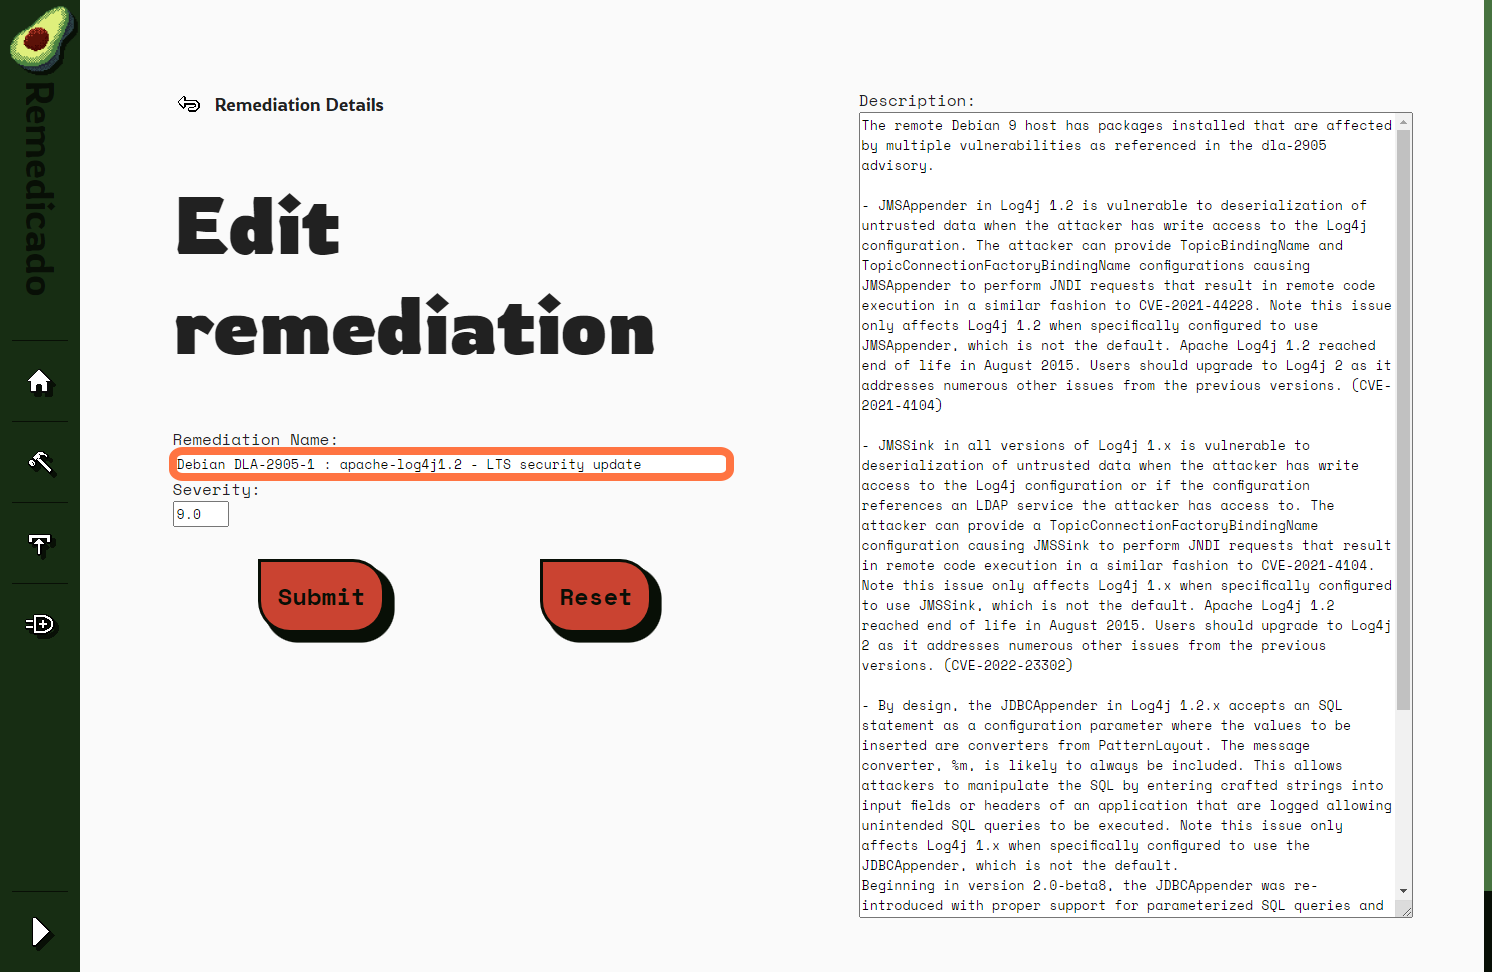 Remedicado
Remediation Details
Edit
remediation
Remediation Name:
Debian DLA-2905-1 : apache-log4j1.2 - LTS security update
Severity:
9.0
Submit
Reset
Description:
The remote Debian 9 host has packages installed that are affected
by multiple vulnerabilities as referenced in the dla-2905
advisory.
- JMSAppender in Log4j 1.2 is vulnerable to deserialization of
untrusted data when the attacker has write access to the Log4j
configuration. The attacker can provide TopicBindingName and
TopicConnectionFactoryBindingName configurations causing
JMSAppender to perform JNDI requests that result in remote code
execution in a similar fashion to CVE-2021-44228. Note this issue
only affects Log4j 1.2 when specifically configured to use
JMSAppender, which is not the default. Apache Log4j 1.2 reached
end of life in August 2015. Users should upgrade to Log4j 2 as it
addresses numerous other issues from the previous versions. (CVE-
2021-4104)
- JMSSink in all versions of Log4j 1.x is vulnerable to
deserialization of untrusted data when the attacker has write
access to the Log4j configuration or if the configuration
references an LDAP service the attacker has access to. The
attacker can provide a TopicConnectionFactoryBindingName
configuration causing JMSSink to perform JNDI requests that result
in remote code execution in a similar fashion to CVE-2021-4104.
Note this issue only affects Log4j 1.x when specifically configured
to use JMSSink, which is not the default. Apache Log4j 1.2
reached end of life in August 2015. Users should upgrade to Log4j
2 as it addresses numerous other issues from the previous
versions. (CVE-2022-23302)
- By design, the JDBCAppender in Log4j 1.2.x accepts an SQL
statement as a configuration parameter where the values to be
inserted are converters from PatternLayout. The message
converter, %m, is likely to always be included. This allows
attackers to manipulate the SQL by entering crafted strings into
input fields or headers of an application that are logged allowing
unintended SQL queries to be executed. Note this issue only
affects Log4j 1.x when specifically configured to use the
JDBCAppender, which is not the default.
Beginning in version 2.0-beta8, the JDBCAppender was re-
introduced with proper support for parameterized SQL queries and